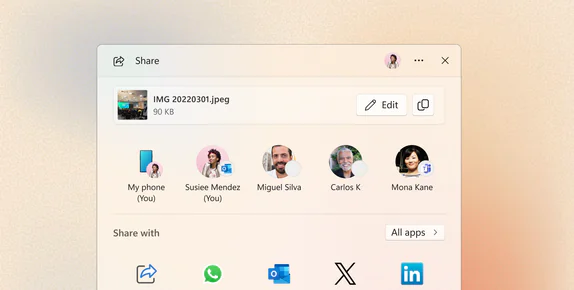 Share
IMG 20220301.jpeg
90 KB
Edit
My phone
(You)
Susiee Mendez
(You)
Miguel Silva
Carlos K
Mona Kane
Share with
All apps
in